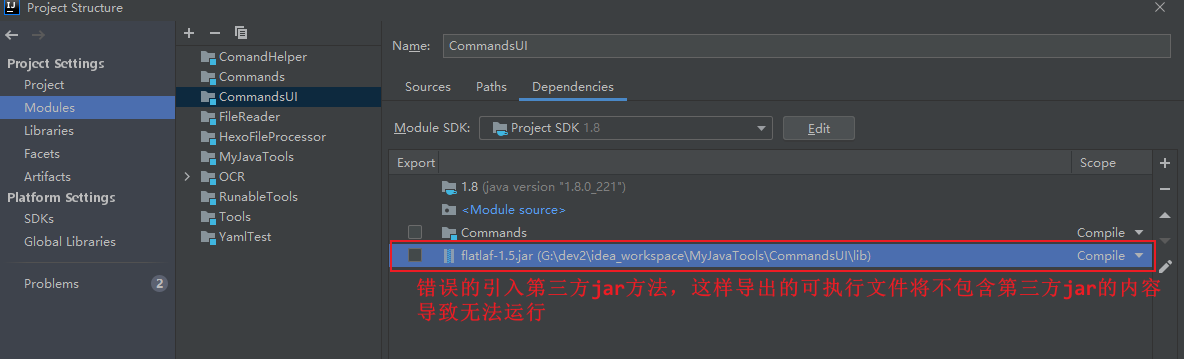 Project Structure
Project Settings
Project
Modules
Libraries
Facets
Artifacts
Platform Settings
SDKs
Global Libraries
Problems 2
ComandHelper
Commands
CommandsUI
FileReader
HexoFileProcessor
MyJavaTools
OCR
RunableTools
Tools
YamlTest
Name: CommandsUI
Sources Paths Dependencies
Module SDK: Project SDK 1.8 Edit
Export Scope
1.8 (java version "1.8.0_221")
<Module source>
Commands Compile
flatlaf-1.5.jar (G:\dev2\idea_workspace\MyJavaTools\CommandsUI\lib) Compile
错误的引入第三方jar方法，这样导出的可执行文件将不包含第三方jar的内容
导致无法运行